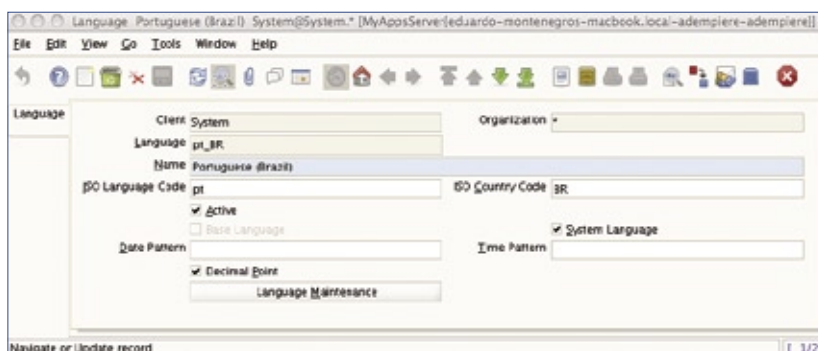 Language Portuguese (Brazil) System@System.* [MyAppsServer{eduardo-montenegros-macbook.local-adempiere-adempiere}]
File Edit View Go Tools Window Help
Language
Client System Organization *
Language pt_BR
Name Portuguese (Brazil)
ISO Language Code pt ISO Country Code BR
Active
Base Language System Language
Date Pattern Time Pattern
Decimal Point
Language Maintenance
Navigate or Update record